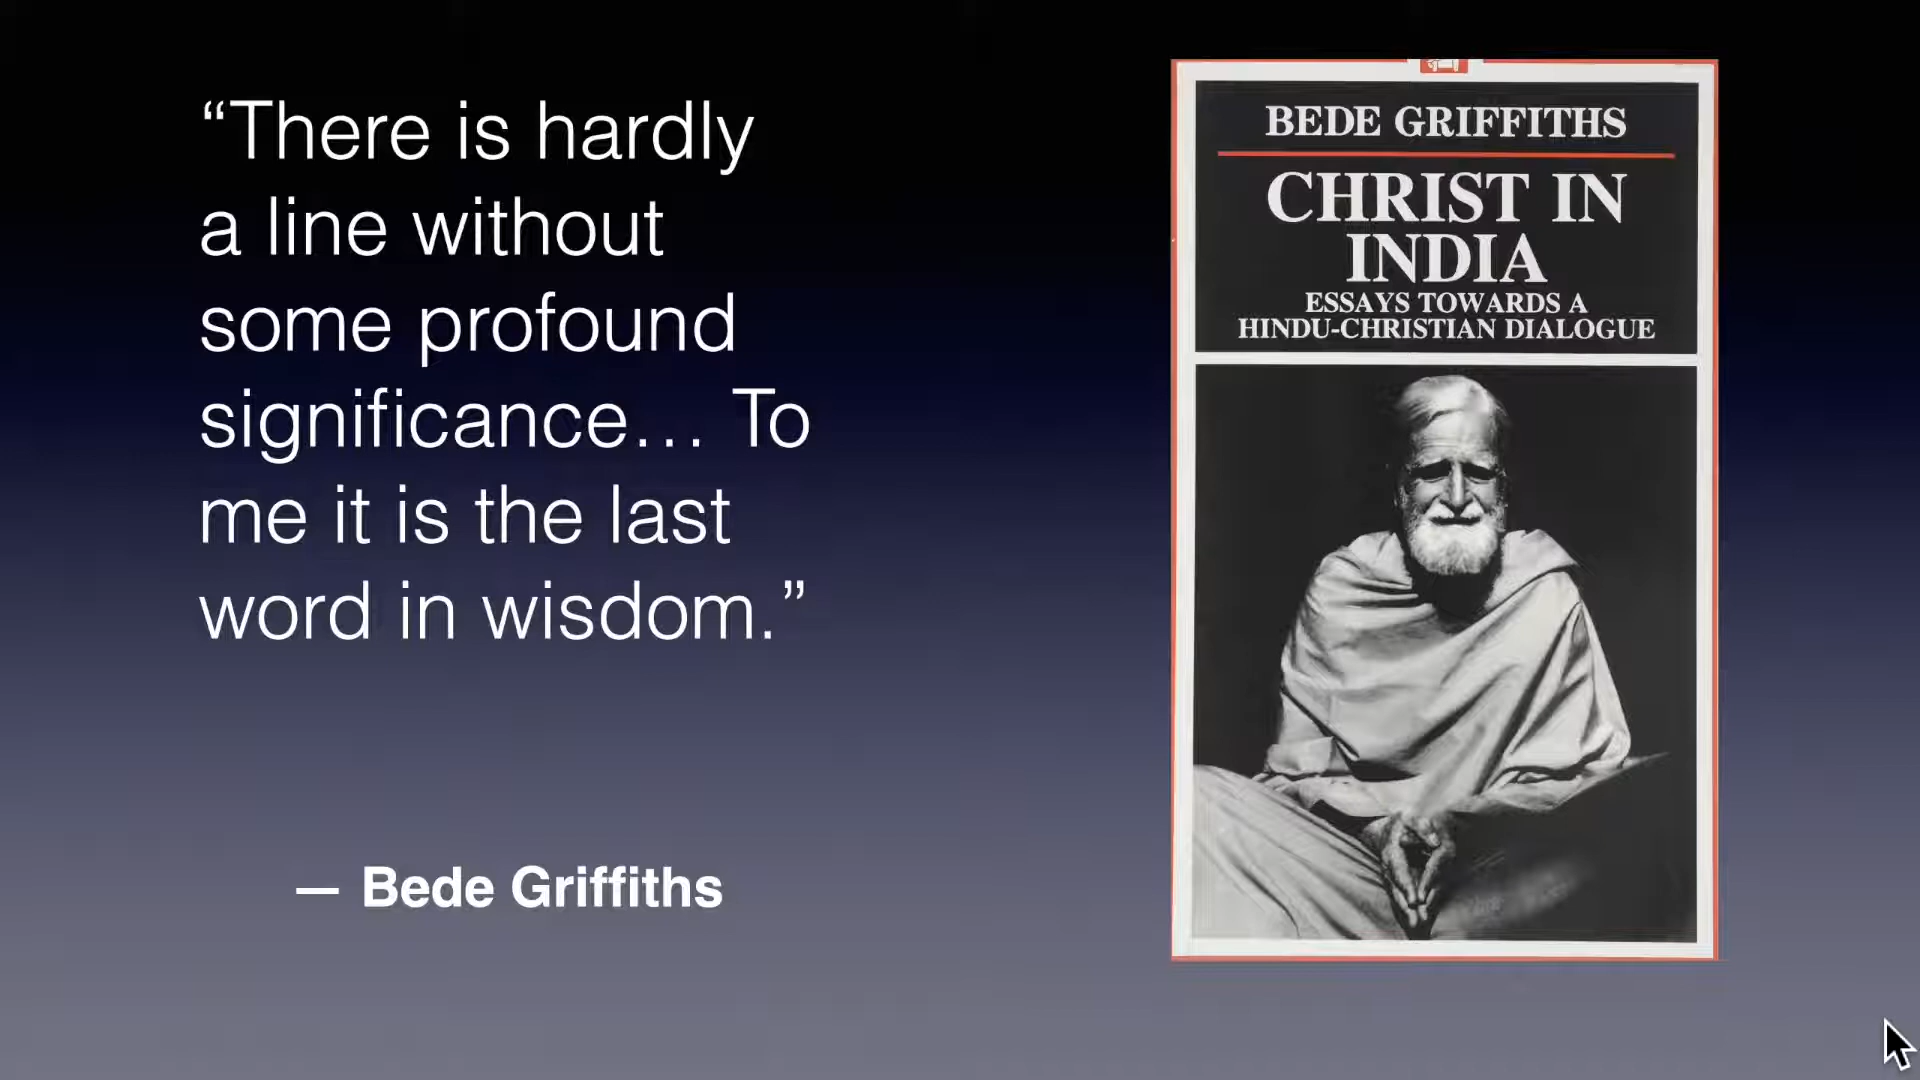 “There is hardly
a line without
some profound
significance… To
me it is the last
word in wisdom.”
— Bede Griffiths
BEDE GRIFFITHS
CHRIST IN
INDIA
ESSAYS TOWARDS A
HINDU-CHRISTIAN DIALOGUE